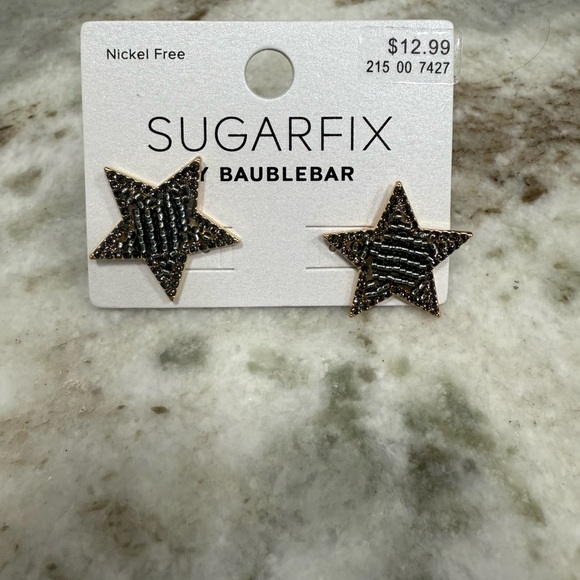 Nickel Free
$12.99
215 00 7427
SUGARFIX
Y BAUBLEBAR